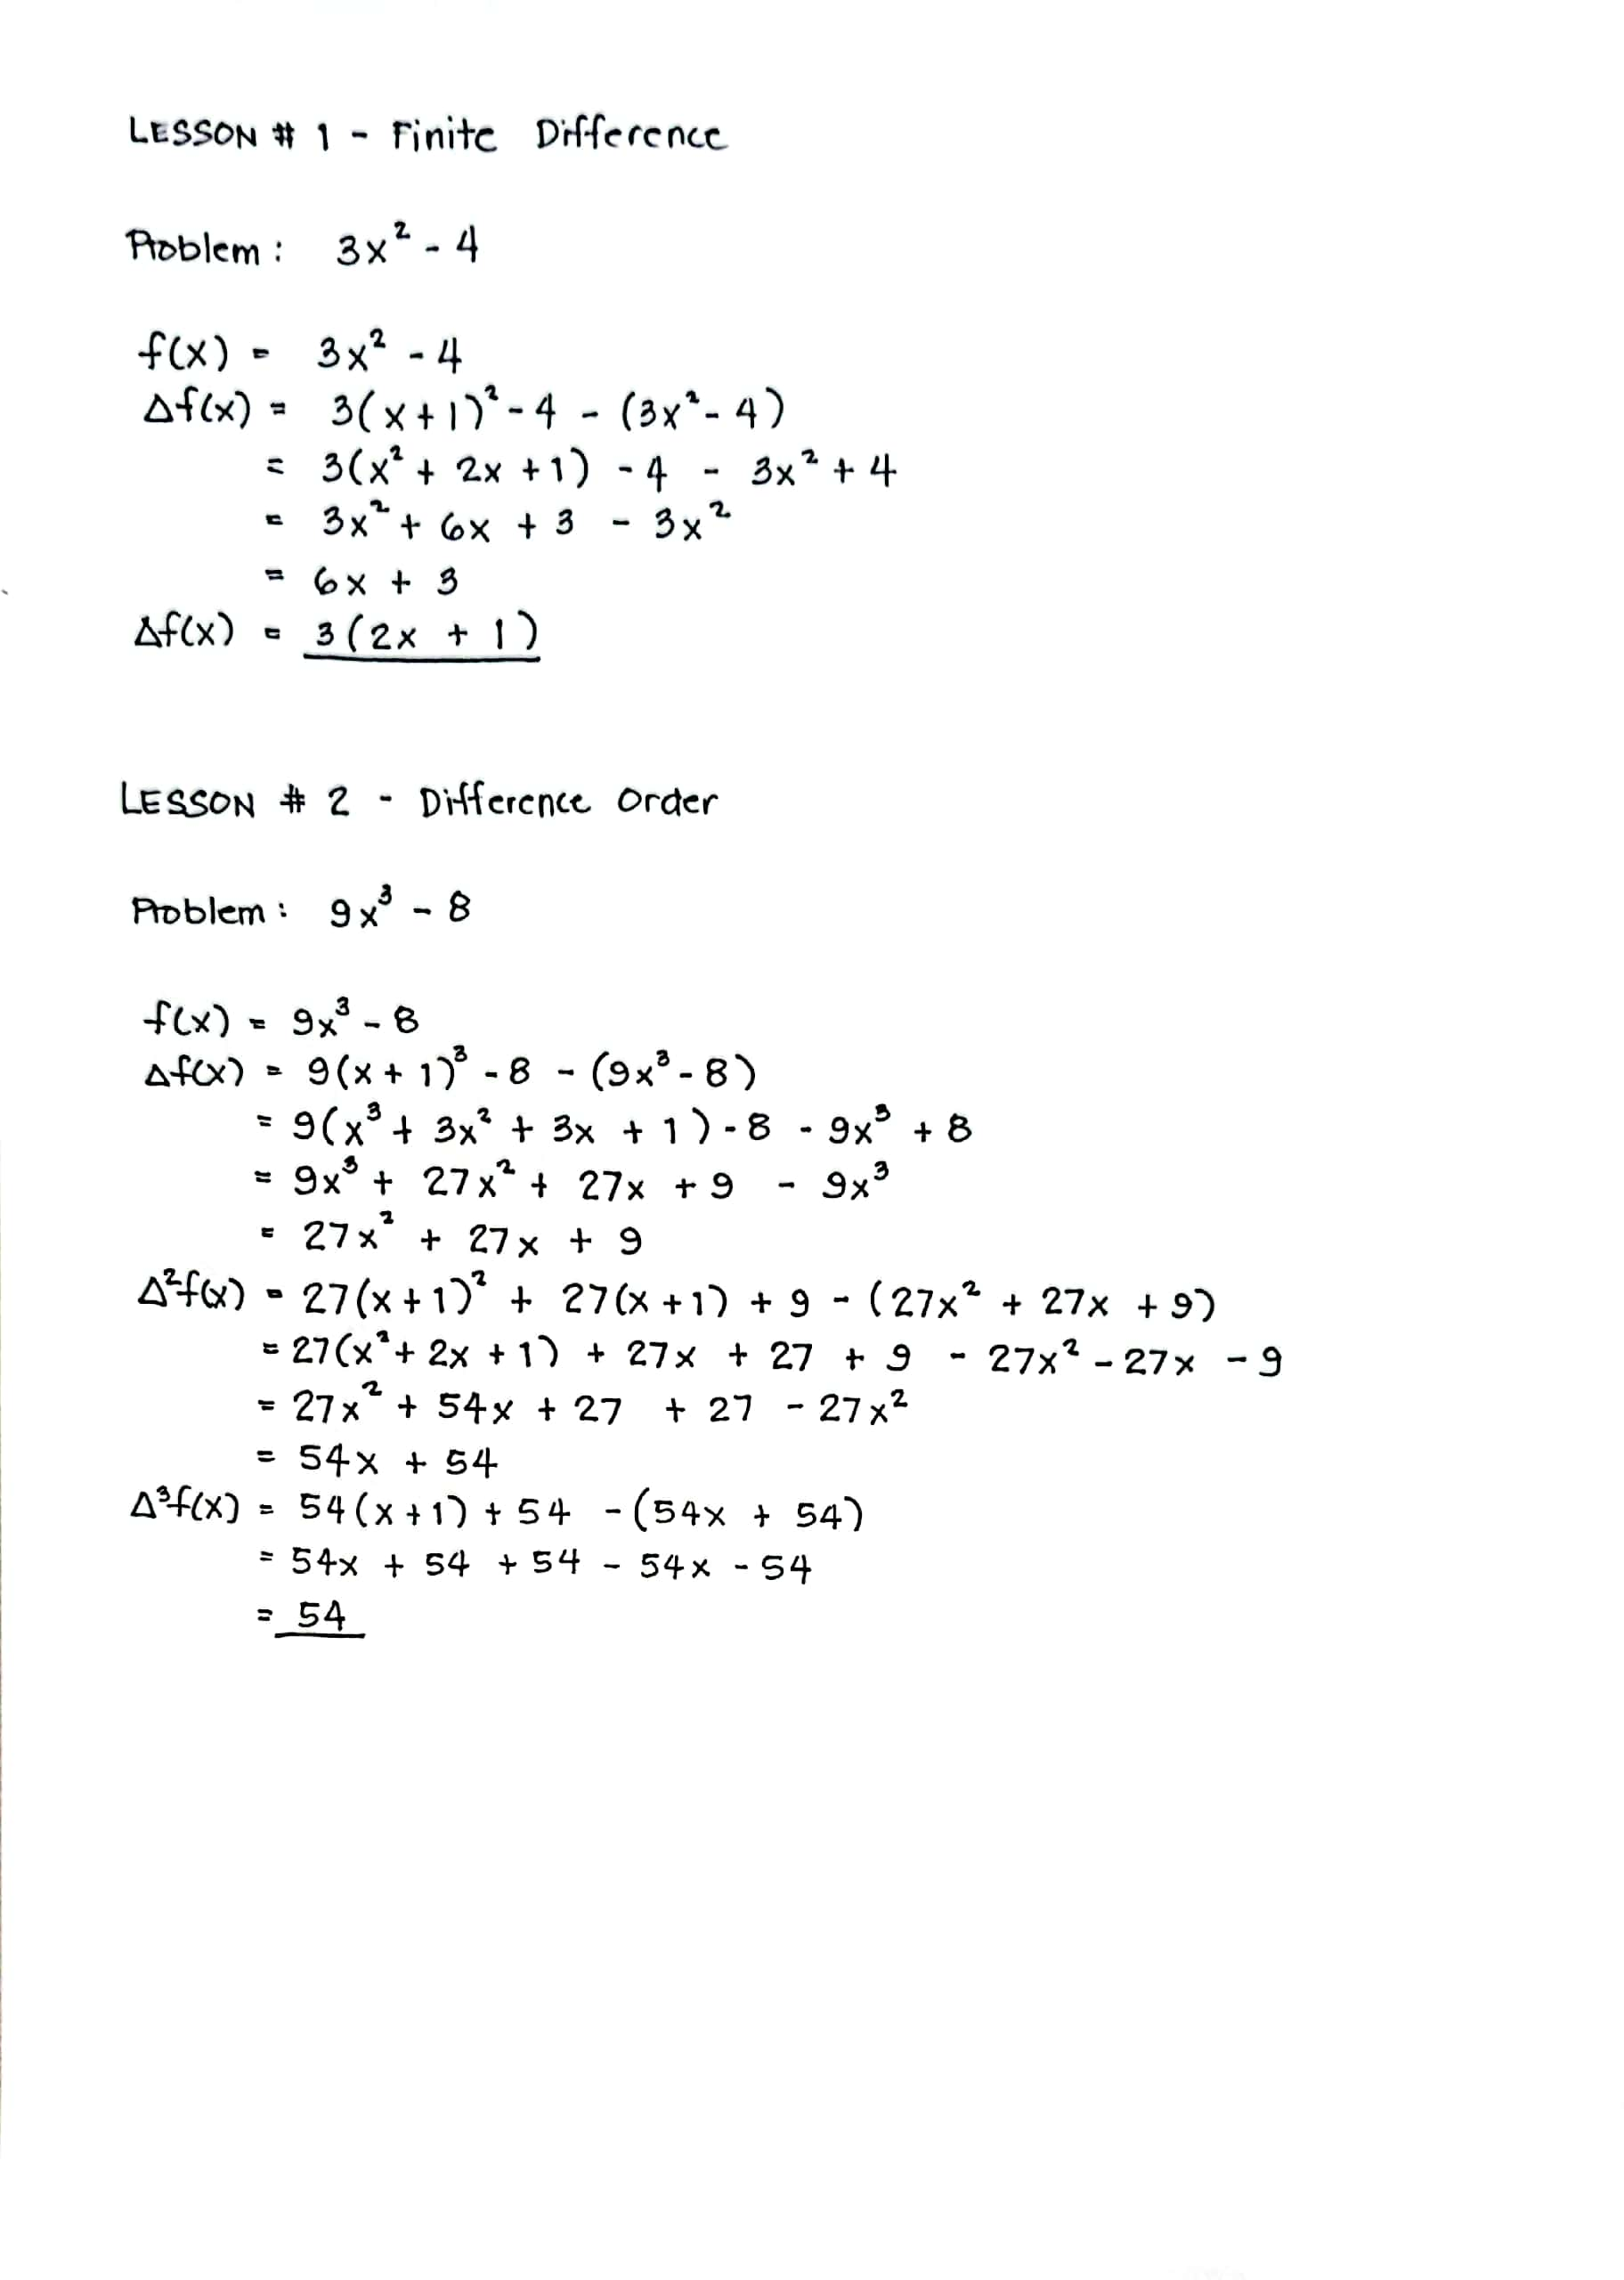 LESSON # 1 - Finite Difference
Problem : 3x² - 4
f(x) = 3x² - 4
Δf(x) = 3(x+1)² - 4 - (3x² - 4)
= 3(x² + 2x + 1) - 4 - 3x² + 4
= 3x² + 6x + 3 - 3x²
= 6x + 3
Δf(x) = 3(2x + 1)
LESSON # 2 - Difference Order
Problem : 9x³ - 8
f(x) = 9x³ - 8
Δf(x) = 9(x + 1)³ - 8 - (9x³ - 8)
= 9(x³ + 3x² + 3x + 1) - 8 - 9x³ + 8
= 9x³ + 27x² + 27x + 9 - 9x³
= 27x² + 27x + 9
Δ²f(x) = 27(x+1)² + 27(x+1) + 9 - (27x² + 27x + 9)
= 27(x² + 2x + 1) + 27x + 27 + 9 - 27x² - 27x - 9
= 27x² + 54x + 27 + 27 - 27x²
= 54x + 54
Δ³f(x) = 54(x+1) + 54 - (54x + 54)
= 54x + 54 + 54 - 54x - 54
= 54